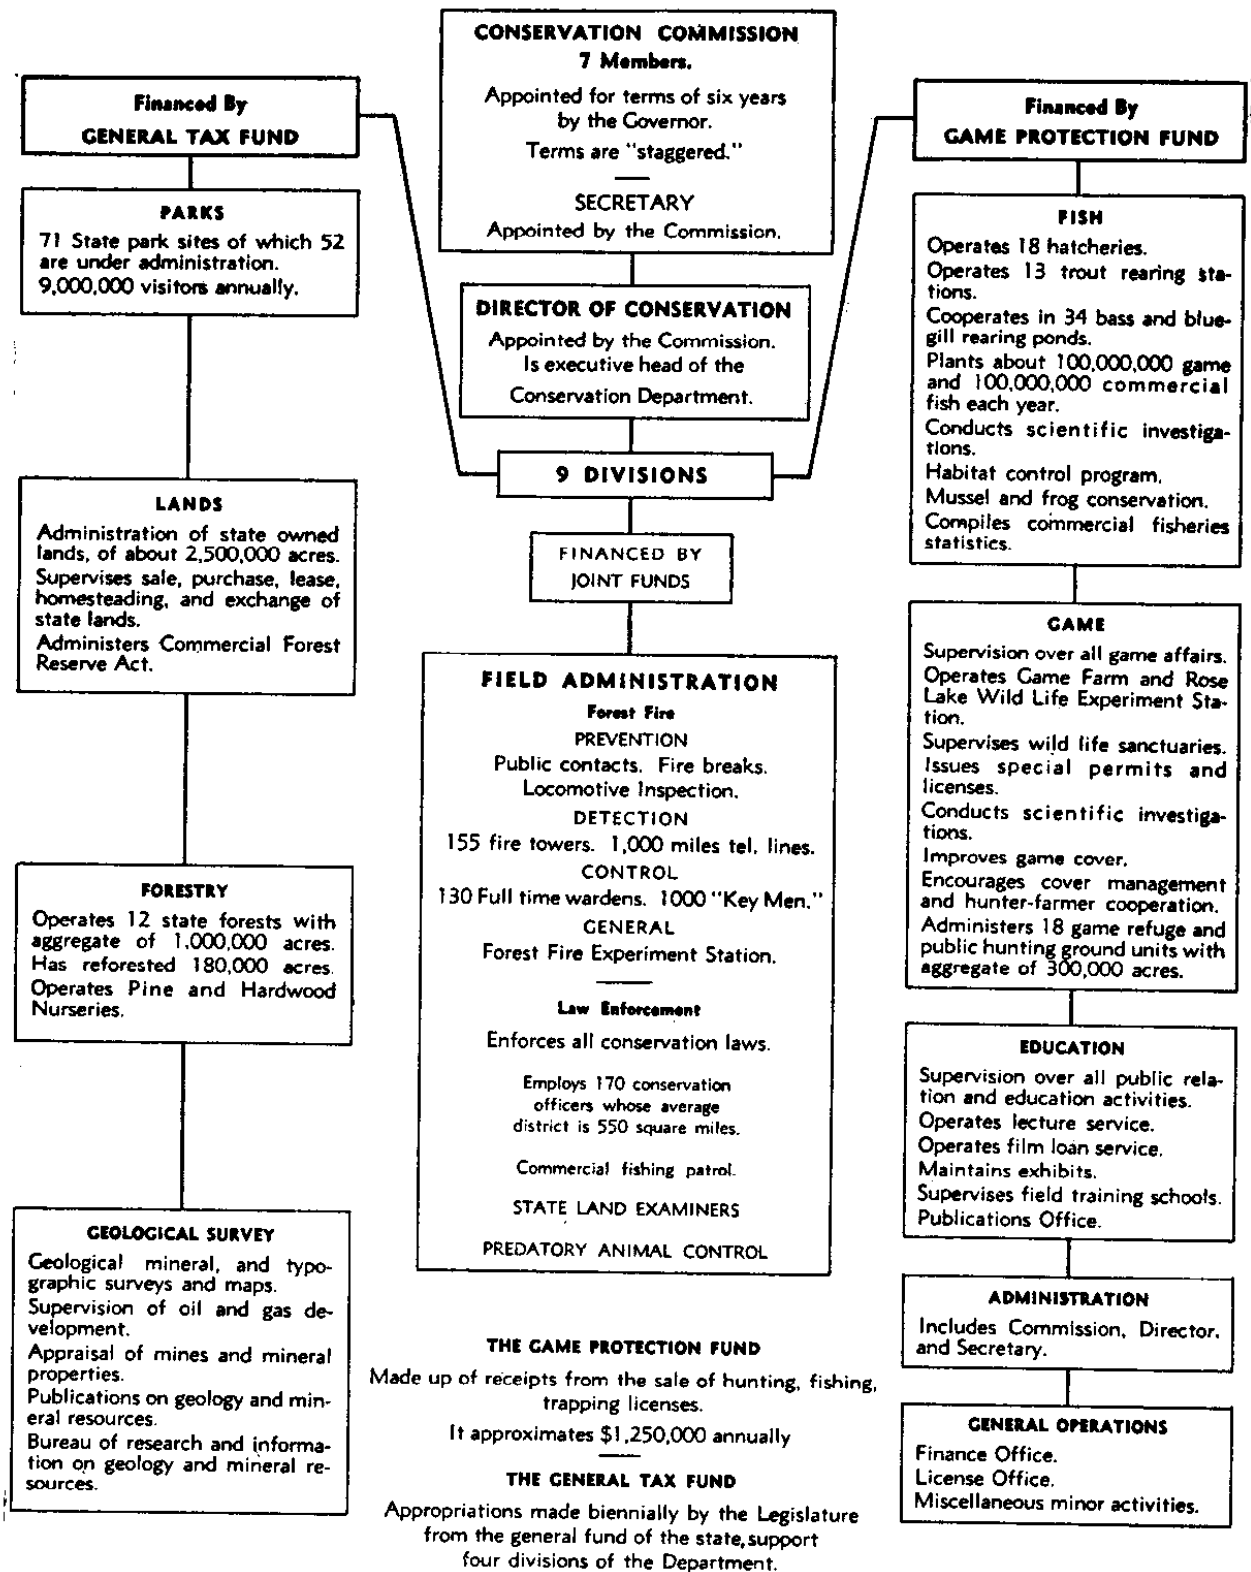 CONSERVATION COMMISSION
7 Members.
Appointed for terms of six years
by the Governor.
Terms are "staggered."
SECRETARY
Appointed by the Commission.
DIRECTOR OF CONSERVATION
Appointed by the Commission.
Is executive head of the
Conservation Department.
9 DIVISIONS
Financed By
GENERAL TAX FUND
PARKS
71 State park sites of which 52
are under administration.
9,000,000 visitors annually.
LANDS
Administration of state owned
lands, of about 2,500,000 acres.
Supervises sale, purchase, lease,
homesteading, and exchange of
state lands.
Administers Commercial Forest
Reserve Act.
FORESTRY
Operates 12 state forests with
aggregate of 1,000,000 acres.
Has reforested 180,000 acres.
Operates Pine and Hardwood
Nurseries.
GEOLOGICAL SURVEY
Geological mineral, and typo-
graphic surveys and maps.
Supervision of oil and gas de-
velopment.
Appraisal of mines and mineral
properties.
Publications on geology and min-
eral resources.
Bureau of research and informa-
tion on geology and mineral re-
sources.
FINANCED BY
JOINT FUNDS
FIELD ADMINISTRATION
Forest Fire
PREVENTION
Public contacts. Fire breaks.
Locomotive Inspection.
DETECTION
155 fire towers. 1,000 miles tel. lines.
CONTROL
130 Full time wardens. 1000 "Key Men."
GENERAL
Forest Fire Experiment Station.
Law Enforcement
Enforces all conservation laws.
Employs 170 conservation
officers whose average
district is 550 square miles.
Commercial fishing patrol.
STATE LAND EXAMINERS
PREDATORY ANIMAL CONTROL
THE GAME PROTECTION FUND
Made up of receipts from the sale of hunting, fishing,
trapping licenses.
It approximates $1,250,000 annually
THE GENERAL TAX FUND
Appropriations made biennially by the Legislature
from the general fund of the state, support
four divisions of the Department.
Financed By
GAME PROTECTION FUND
FISH
Operates 18 hatcheries.
Operates 13 trout rearing sta-
tions.
Cooperates in 34 bass and blue-
gill rearing ponds.
Plants about 100,000,000 game
and 100,000,000 commercial
fish each year.
Conducts scientific investiga-
tions.
Habitat control program.
Mussel and frog conservation.
Compiles commercial fisheries
statistics.
GAME
Supervision over all game affairs.
Operates Game Farm and Rose
Lake Wild Life Experiment Sta-
tion.
Supervises wild life sanctuaries.
Issues special permits and
licenses.
Conducts scientific investiga-
tions.
Improves game cover.
Encourages cover management
and hunter-farmer cooperation.
Administers 18 game refuge and
public hunting ground units with
aggregate of 300,000 acres.
EDUCATION
Supervision over all public rela-
tion and education activities.
Operates lecture service.
Operates film loan service.
Maintains exhibits.
Supervises field training schools.
Publications Office.
ADMINISTRATION
Includes Commission, Director,
and Secretary.
GENERAL OPERATIONS
Finance Office.
License Office.
Miscellaneous minor activities.